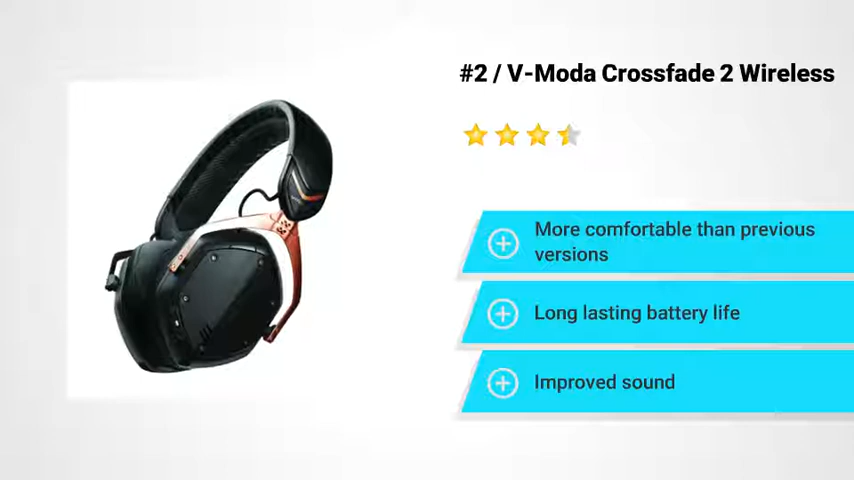 #2 / V-Moda Crossfade 2 Wireless
More comfortable than previous
versions
Long lasting battery life
Improved sound